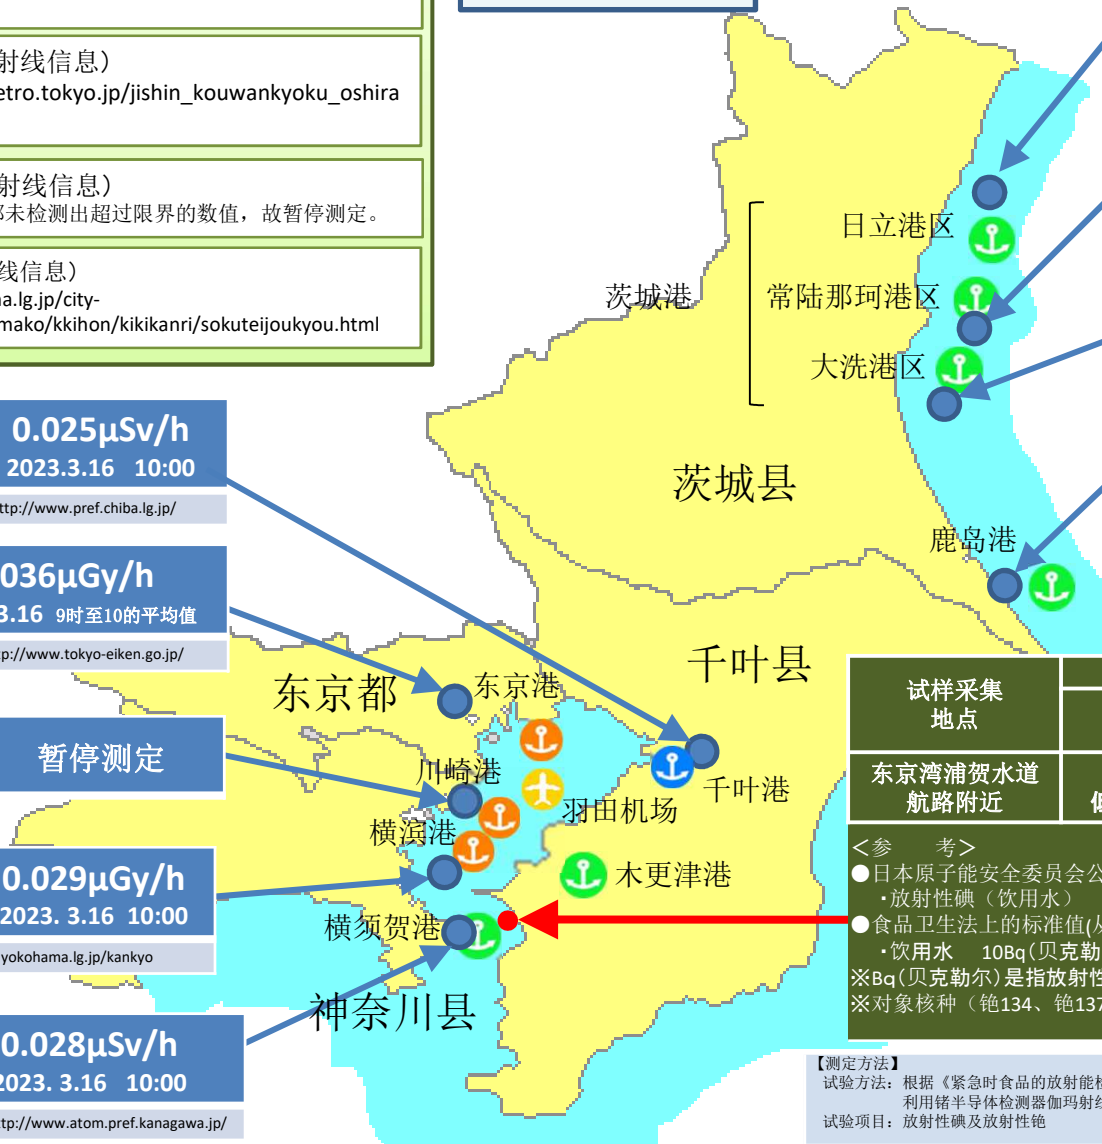 射线信息）
etro.tokyo.jp/jishin_kouwankyoku_oshira
射线信息）
都未检测出超过限界的数值，故暂停测定。
线信息）
na.lg.jp/city-
mako/kkihon/kikikanri/sokuteijoukyou.html
0.025μSv/h
2023.3.16 10:00
ttp://www.pref.chiba.lg.jp/
036μGy/h
3.16 9时至10的平均值
tp://www.tokyo-eiken.go.jp/
暂停测定
0.029μGy/h
2023. 3.16 10:00
yokohama.lg.jp/kankyo
0.028μSv/h
2023. 3.16 10:00
ttp://www.atom.pref.kanagawa.jp/
日立港区
茨城港
常陆那珂港区
大洗港区
茨城县
鹿岛港
千叶县
东京都
东京港
川崎港
羽田机场
千叶港
横滨港
木更津港
横须贺港
神奈川县
试样采集
地点
东京湾浦贺水道
航路附近
低
＜参 考＞
●日本原子能安全委员会公
・放射性碘（饮用水）
●食品卫生法上的标准值(从
・饮用水 10Bq(贝克勒
※Bq(贝克勒尔)是指放射性
※对象核种（铯134、铯137
【测定方法】
试验方法：根据《紧急时食品的放射能检
利用锗半导体检测器伽玛射线
试验项目：放射性碘及放射性铯